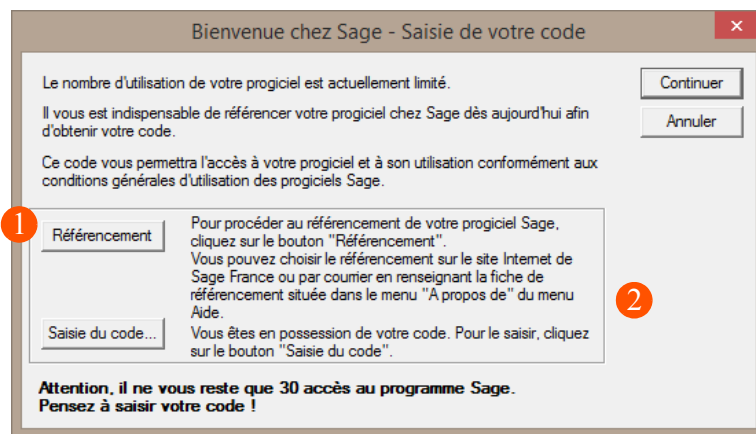 Bienvenue chez Sage - Saisie de votre code
×
Le nombre d'utilisation de votre progiciel est actuellement limité.
Continuer
Il vous est indispensable de référencer votre progiciel chez Sage dès aujourd'hui afin
d'obtenir votre code.
Annuler
Ce code vous permettra l'accès à votre progiciel et à son utilisation conformément aux
conditions générales d'utilisation des progiciels Sage.
1
Référencement
Pour procéder au référencement de votre progiciel Sage,
cliquez sur le bouton "Référencement".
Vous pouvez choisir le référencement sur le site Internet de
Sage France ou par courrier en renseignant la fiche de
référencement située dans le menu "A propos de" du menu
Aide.
2
Saisie du code...
Vous êtes en possession de votre code. Pour le saisir, cliquez
sur le bouton "Saisie du code".
Attention, il ne vous reste que 30 accès au programme Sage.
Pensez à saisir votre code !